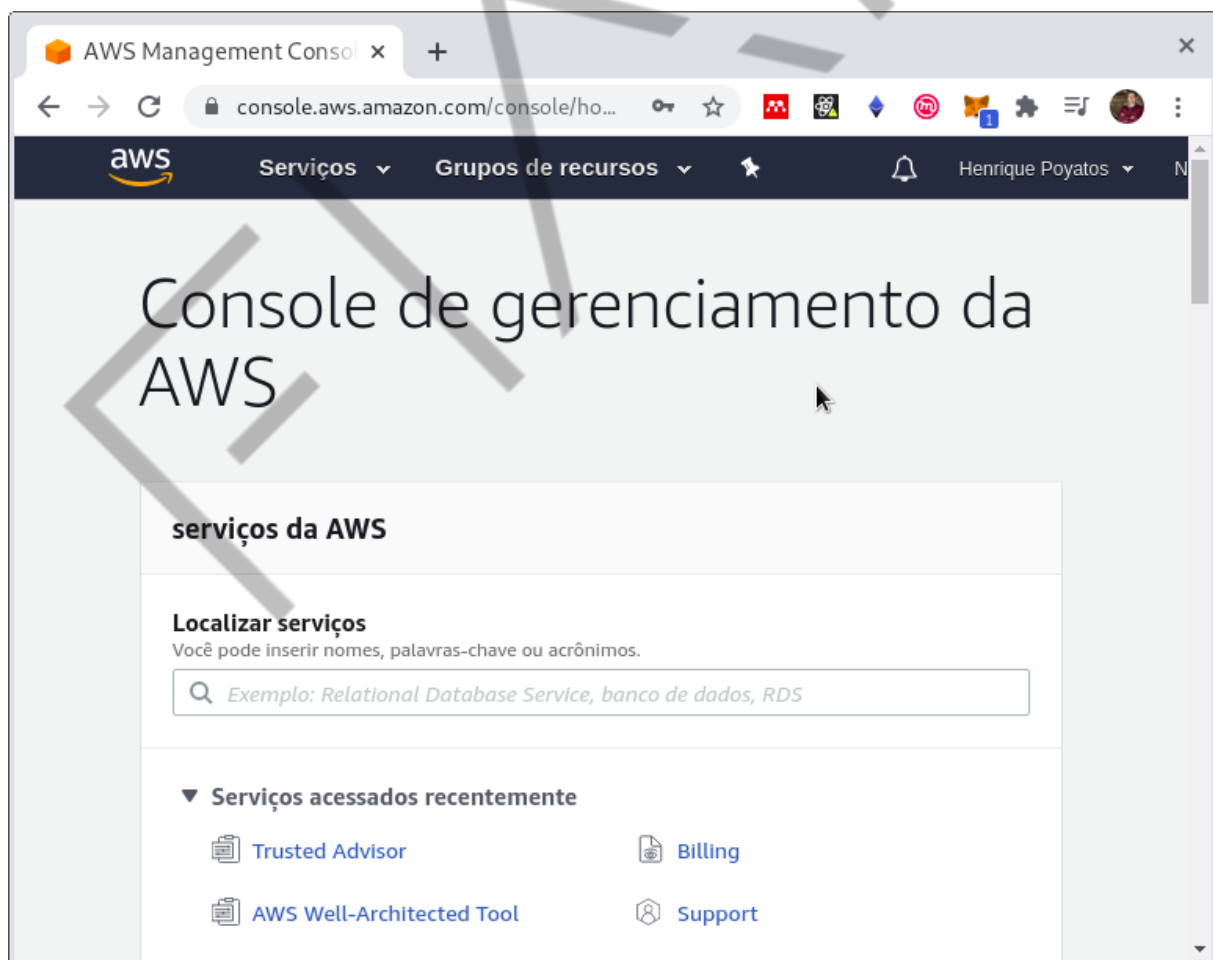 AWS Management Consol
console.aws.amazon.com/console/ho...
1
aws
Serviços
Grupos de recursos
Henrique Poyatos
N
Console de gerenciamento da
AWS
serviços da AWS
Localizar serviços
Você pode inserir nomes, palavras-chave ou acrônimos.
Exemplo: Relational Database Service, banco de dados, RDS
Serviços acessados recentemente
Trusted Advisor
Billing
AWS Well-Architected Tool
Support